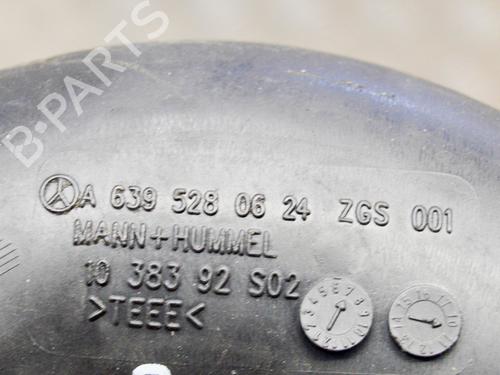 B-PARTS
A 639 528 06 24 ZGS 001
MANN+HUMMEL
10 383 92 S02
>TEEE<